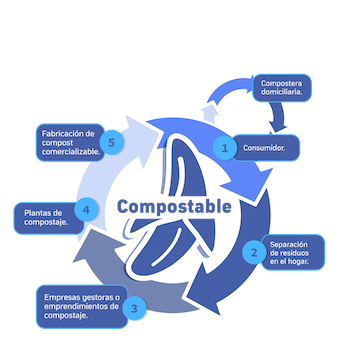 Compostera
domiciliaria.
1
Consumidor.
2
Separación
de residuos
en el hogar.
3
Empresas gestoras o
emprendimientos de
compostaje.
4
Plantas de
compostaje.
5
Fabricación de
compost
comercializable.
Compostable